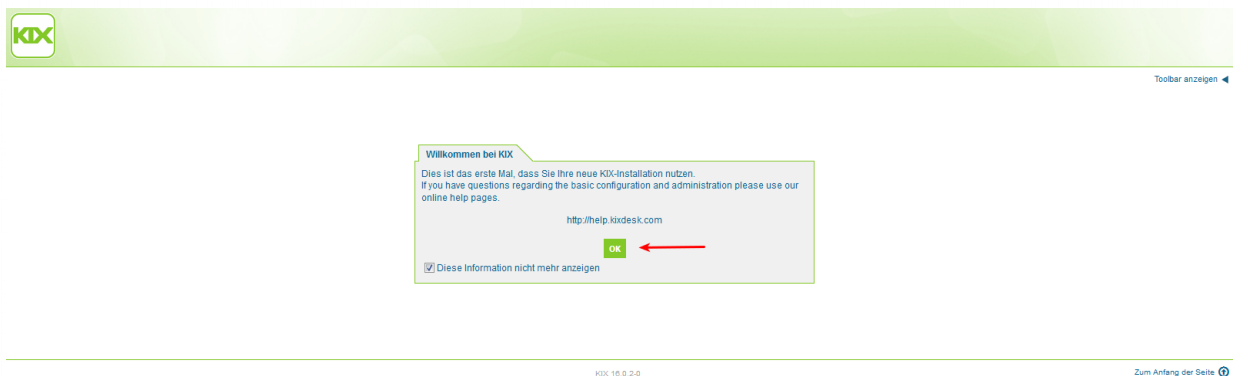 KIX
Toolbar anzeigen
Willkommen bei KIX
Dies ist das erste Mal, dass Sie Ihre neue KIX-Installation nutzen.
If you have questions regarding the basic configuration and administration please use our
online help pages.
http://help.kixdesk.com
OK
Diese Information nicht mehr anzeigen
KIX 16.0.2-0
Zum Anfang der Seite